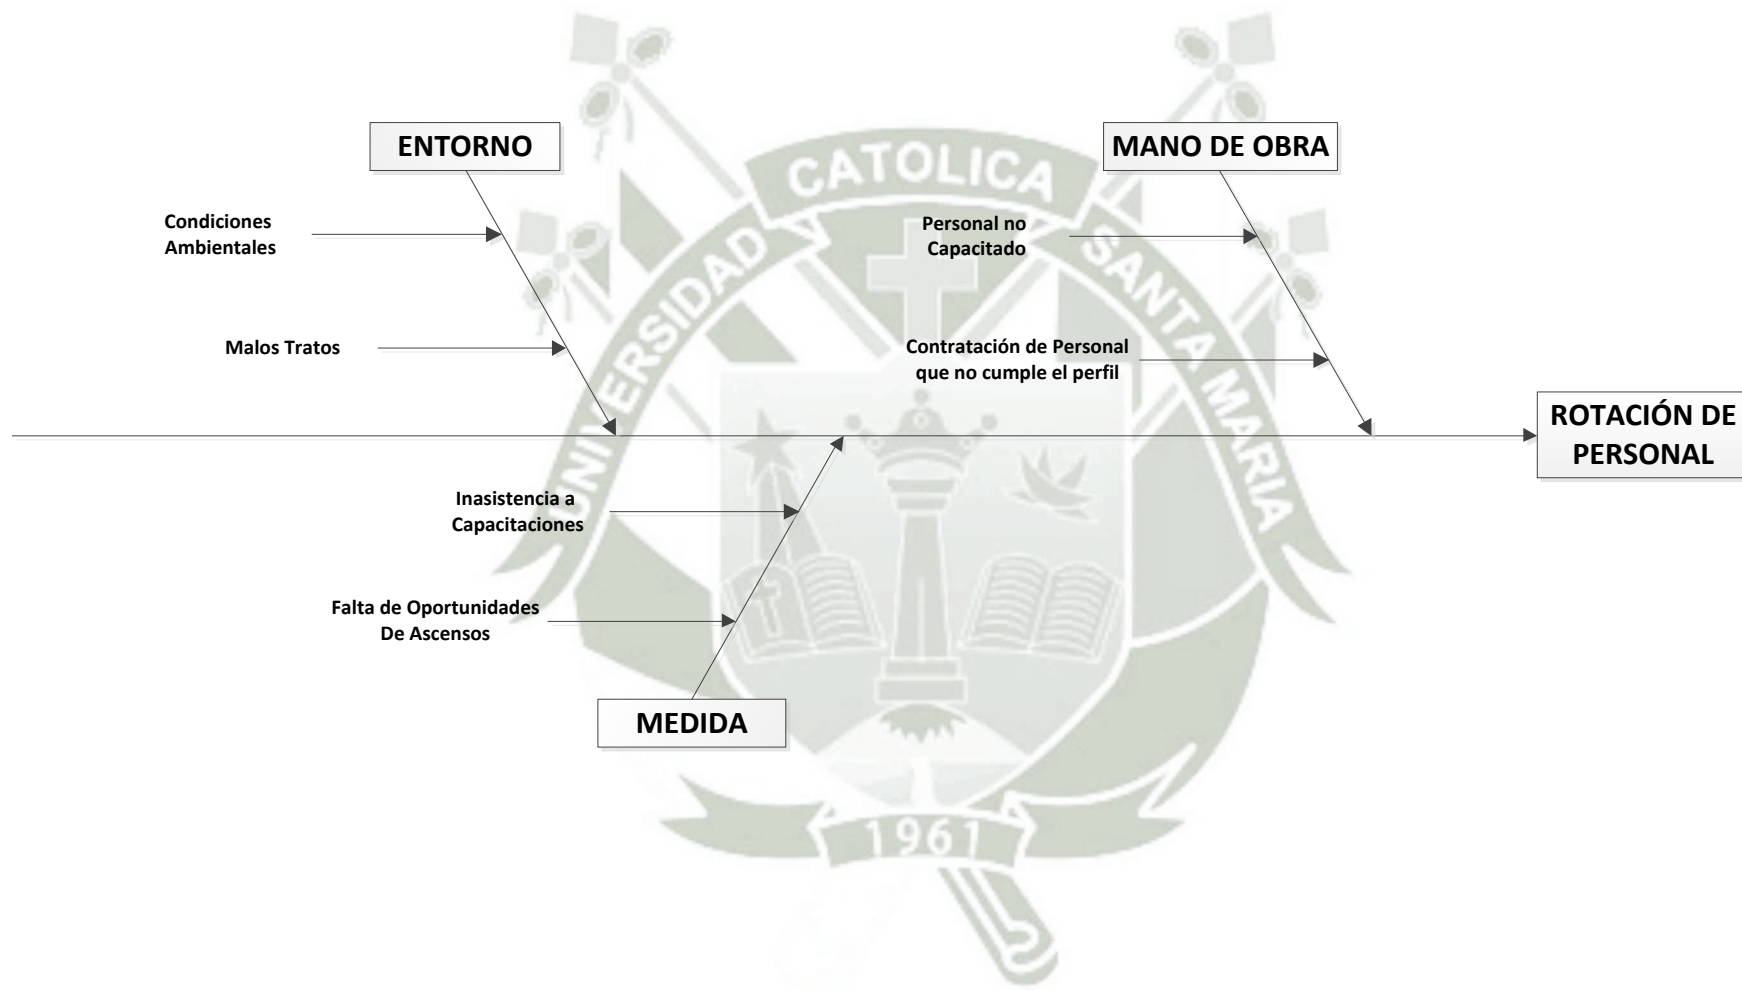 ENTORNO
MANO DE OBRA
Condiciones
Ambientales
Personal no
Capacitado
Malos Tratos
Contratación de Personal
que no cumple el perfil
ROTACIÓN DE
PERSONAL
Inasistencia a
Capacitaciones
Falta de Oportunidades
De Ascensos
MEDIDA
UNIVERSIDAD
CATOLICA
SANTA MARIA
1961